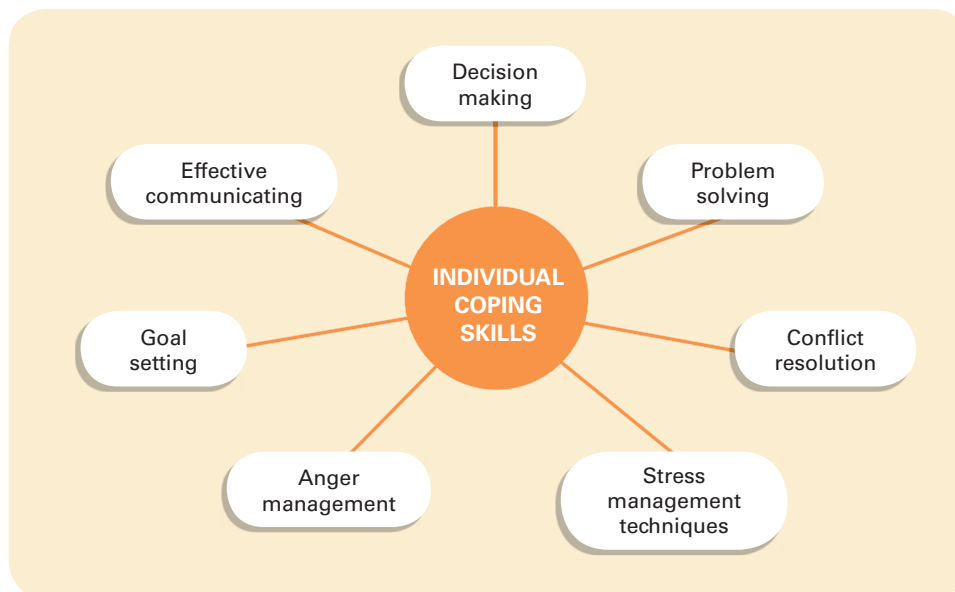 Decision
making
Effective
communicating
Problem
solving
INDIVIDUAL
COPING
SKILLS
Goal
setting
Conflict
resolution
Anger
management
Stress
management
techniques